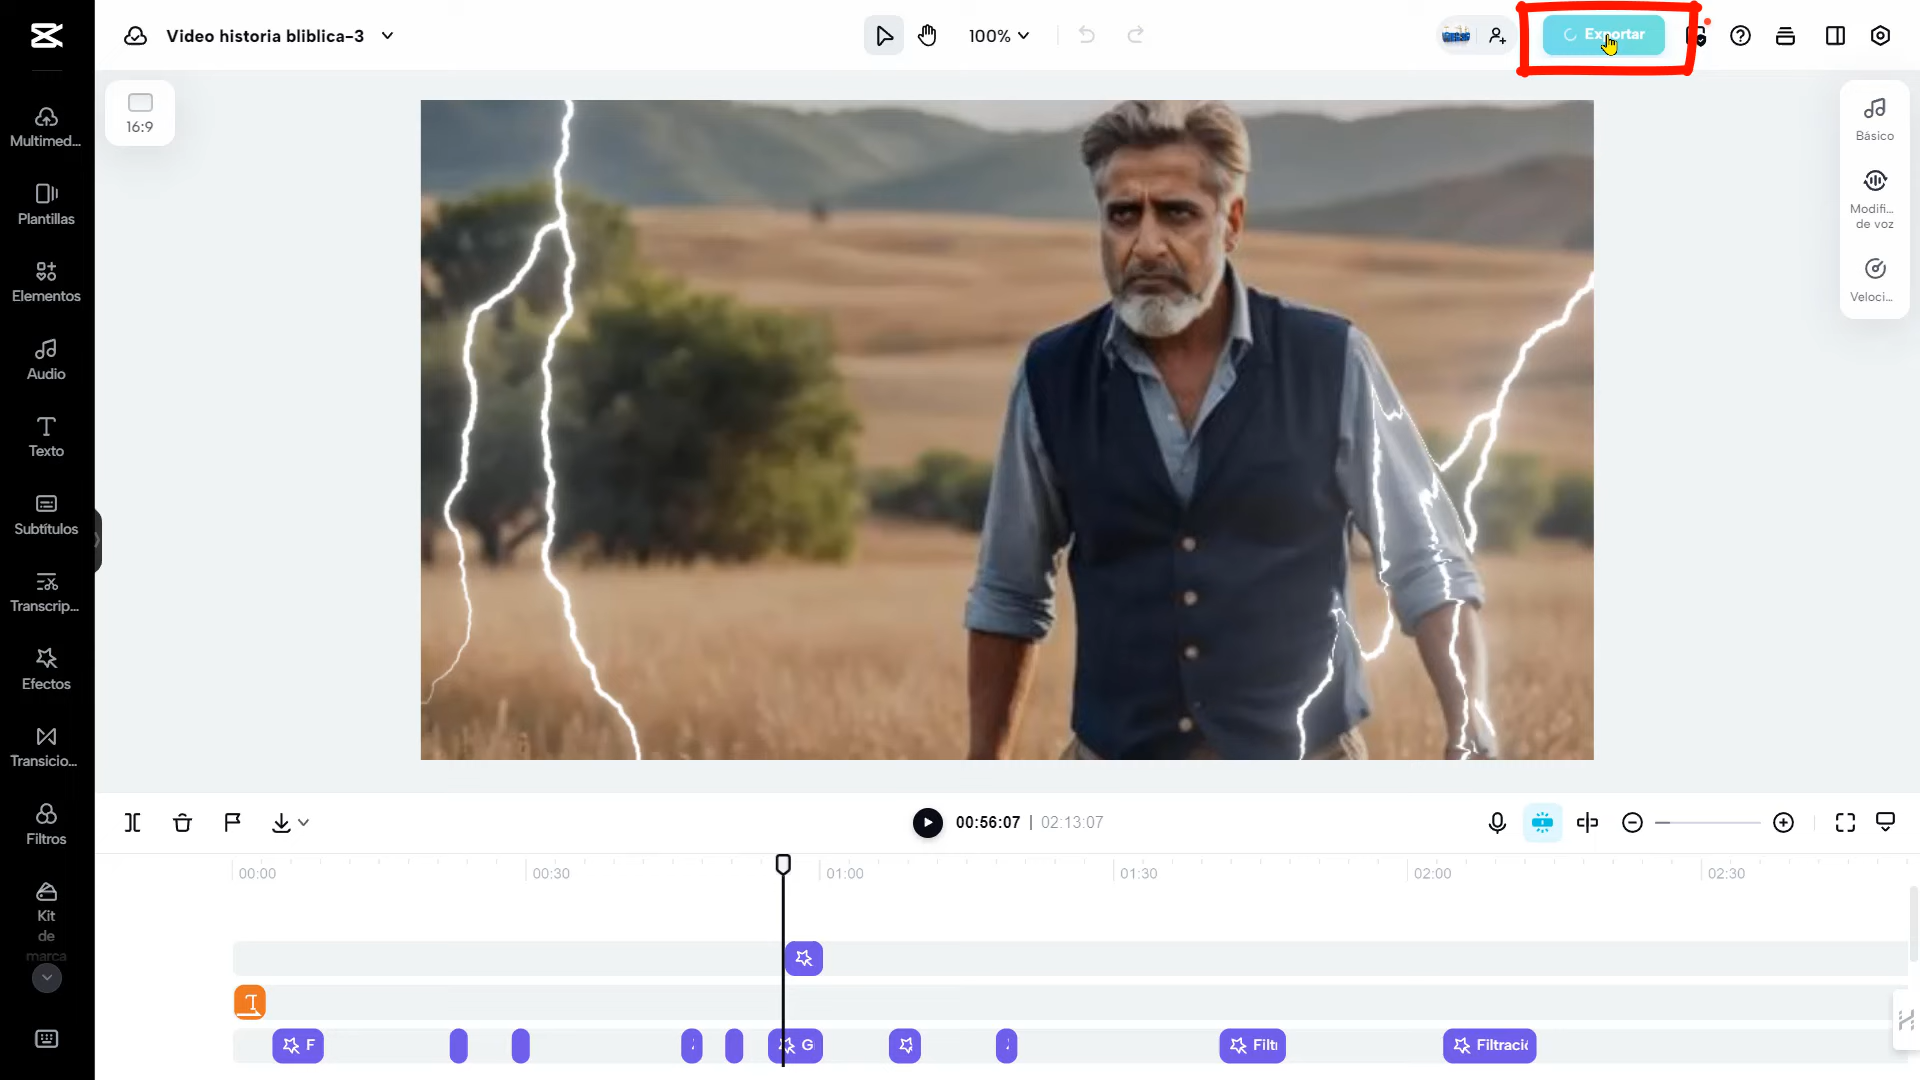 Video historia bliblica-3
100%
Exportar
16:9
Multimed...
Plantillas
Elementos
Audio
Texto
Subtítulos
Transcrip...
Efectos
Transicio...
Filtros
Kit
de
marca
Básico
Modifi...
de voz
Veloci...
00:56:07 | 02:13:07
00:00
00:30
01:00
01:30
02:00
02:30
F
G
Filt
Filtraci